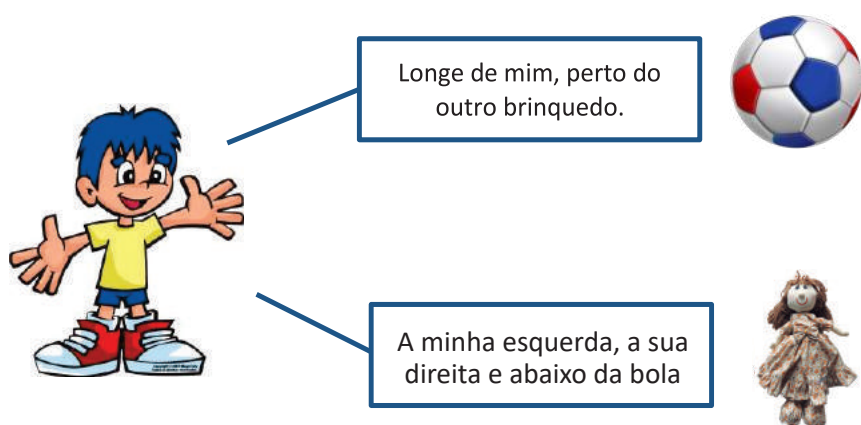 Longe de mim, perto do
outro brinquedo.
A minha esquerda, a sua
direita e abaixo da bola